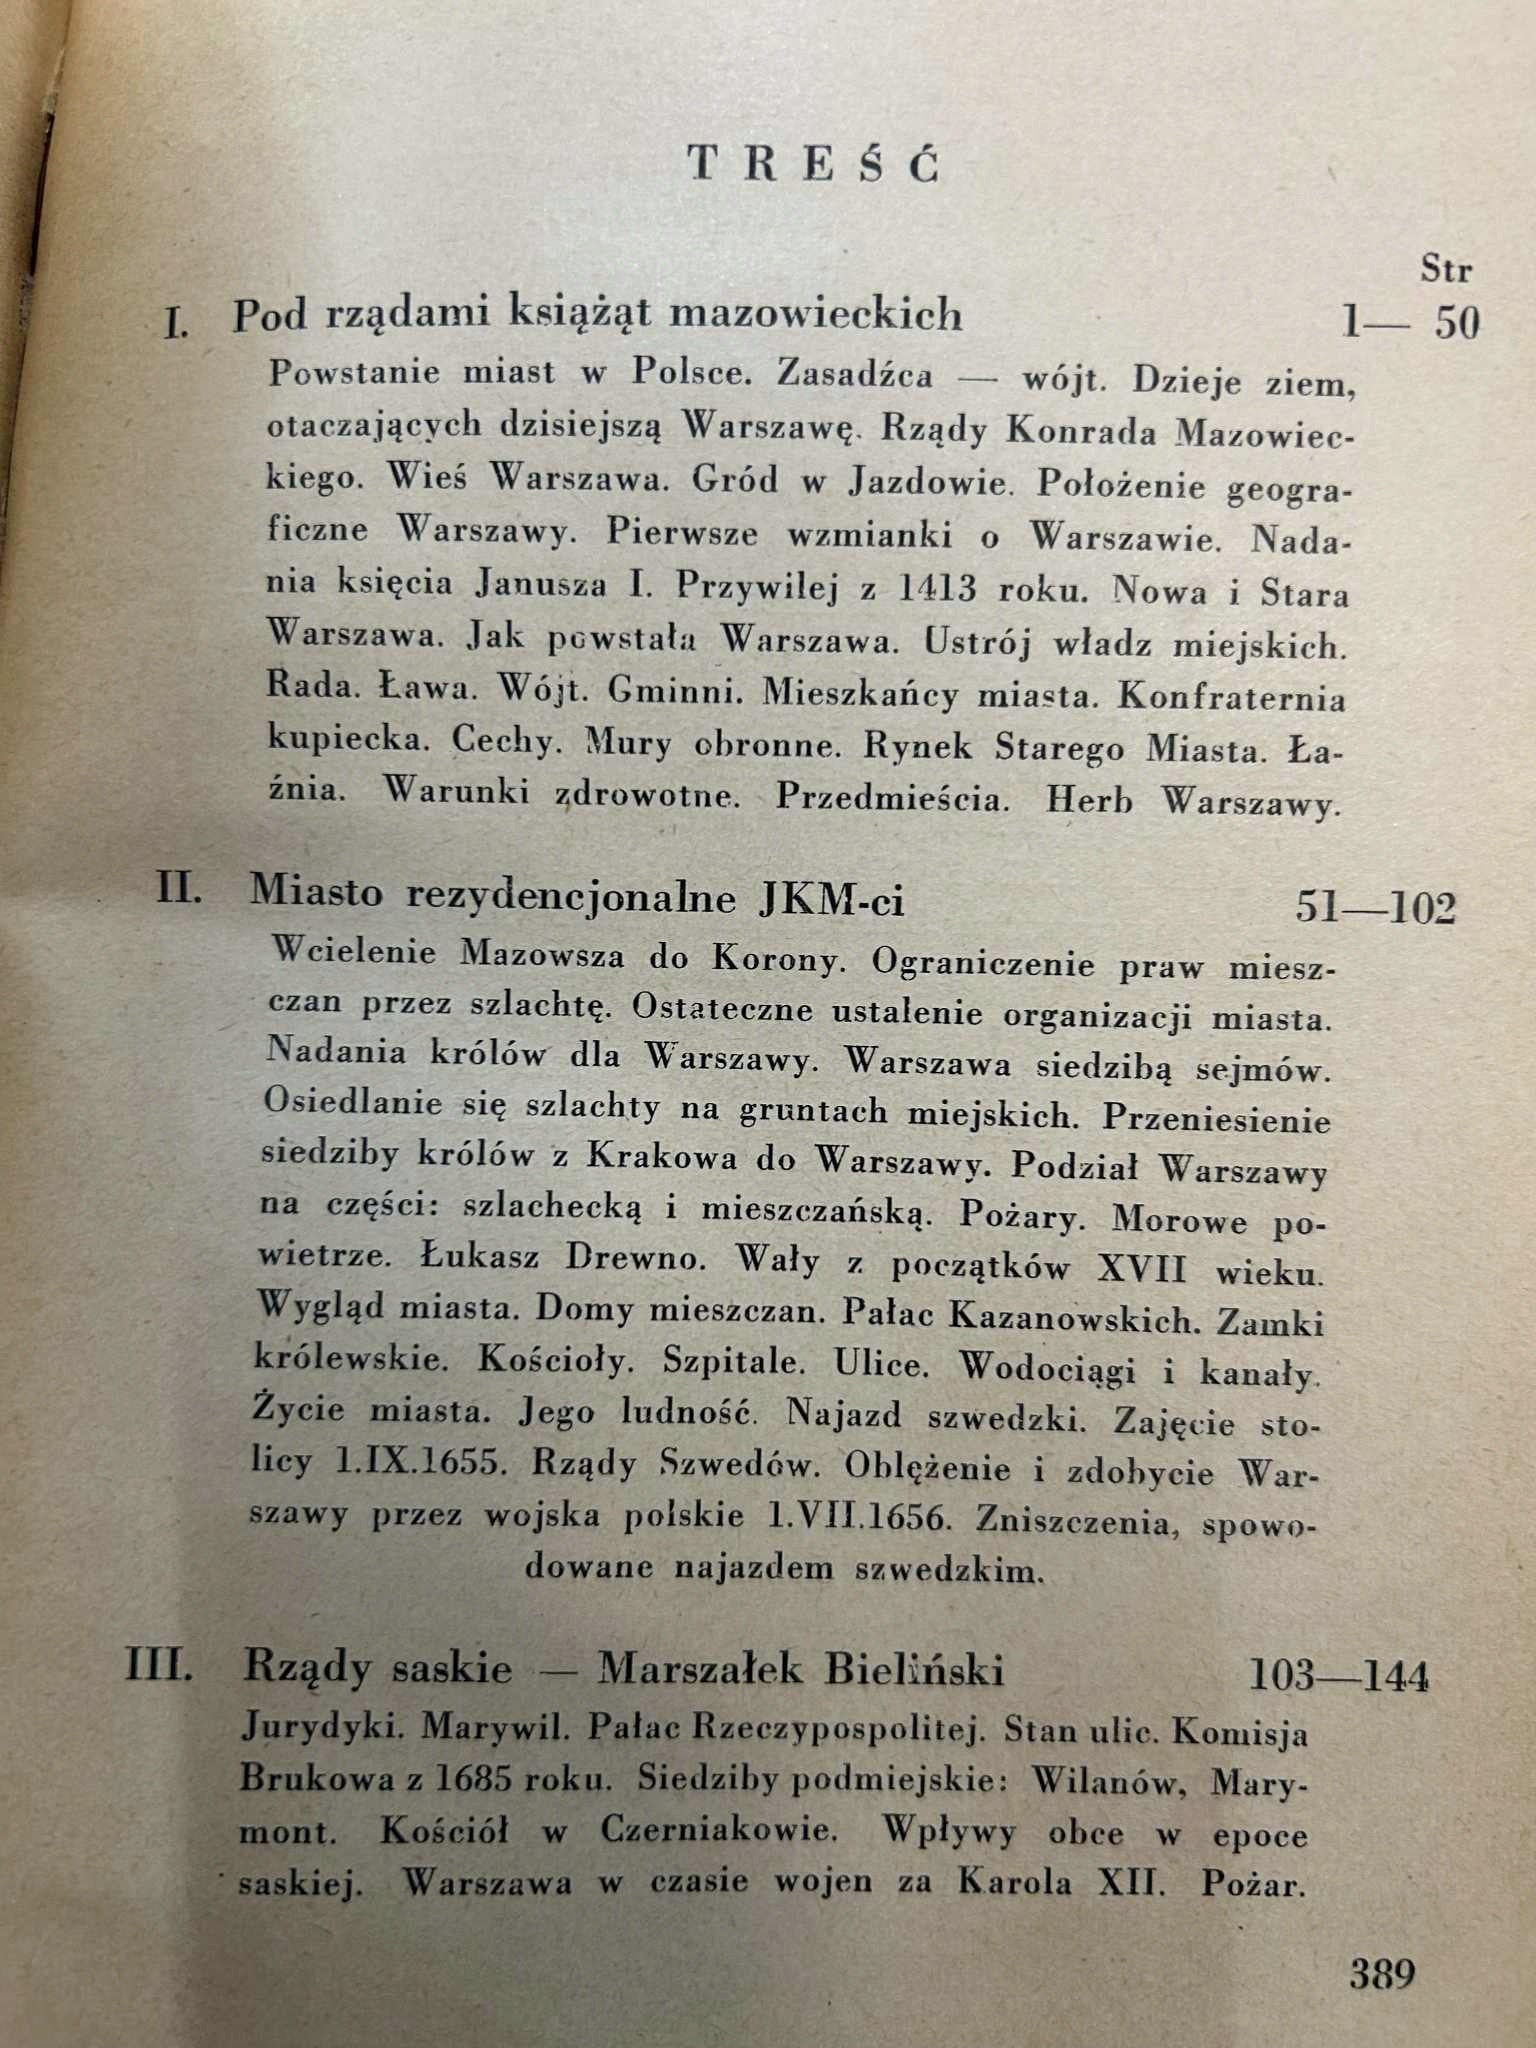 TREŚĆ
Str
I. Pod rządami książąt mazowieckich 1— 50
Powstanie miast w Polsce. Zasadźca — wójt. Dzieje ziem,
otaczających dzisiejszą Warszawę. Rządy Konrada Mazowiec-
kiego. Wieś Warszawa. Gród w Jazdowie. Położenie geogra-
ficzne Warszawy. Pierwsze wzmianki o Warszawie. Nada-
nia księcia Janusza I. Przywilej z 1413 roku. Nowa i Stara
Warszawa. Jak powstała Warszawa. Ustrój władz miejskich.
Rada. Ława. Wójt. Gminni. Mieszkańcy miasta. Konfraternia
kupiecka. Cechy. Mury obronne. Rynek Starego Miasta. Ła-
źnia. Warunki zdrowotne. Przedmieścia. Herb Warszawy.
II. Miasto rezydencjonalne JKM-ci 51—102
Wcielenie Mazowsza do Korony. Ograniczenie praw miesz-
czan przez szlachtę. Ostateczne ustalenie organizacji miasta.
Nadania królów dla Warszawy. Warszawa siedzibą sejmów.
Osiedlanie się szlachty na gruntach miejskich. Przeniesienie
siedziby królów z Krakowa do Warszawy. Podział Warszawy
na części: szlachecką i mieszczańską. Pożary. Morowe po-
wietrze. Łukasz Drewno. Wały z początków XVII wieku.
Wygląd miasta. Domy mieszczan. Pałac Kazanowskich. Zamki
królewskie. Kościoły. Szpitale. Ulice. Wodociągi i kanały.
Życie miasta. Jego ludność. Najazd szwedzki. Zajęcie sto-
licy 1.IX.1655. Rządy Szwedów. Oblężenie i zdobycie War-
szawy przez wojska polskie 1.VII.1656. Zniszczenia, spowo-
dowane najazdem szwedzkim.
III. Rządy saskie — Marszałek Bieliński 103—144
Jurydyki. Marywil. Pałac Rzeczypospolitej. Stan ulic. Komisja
Brukowa z 1685 roku. Siedziby podmiejskie: Wilanów, Mary-
mont. Kościół w Czerniakowie. Wpływy obce w epoce
saskiej. Warszawa w czasie wojen za Karola XII. Pożar.
389